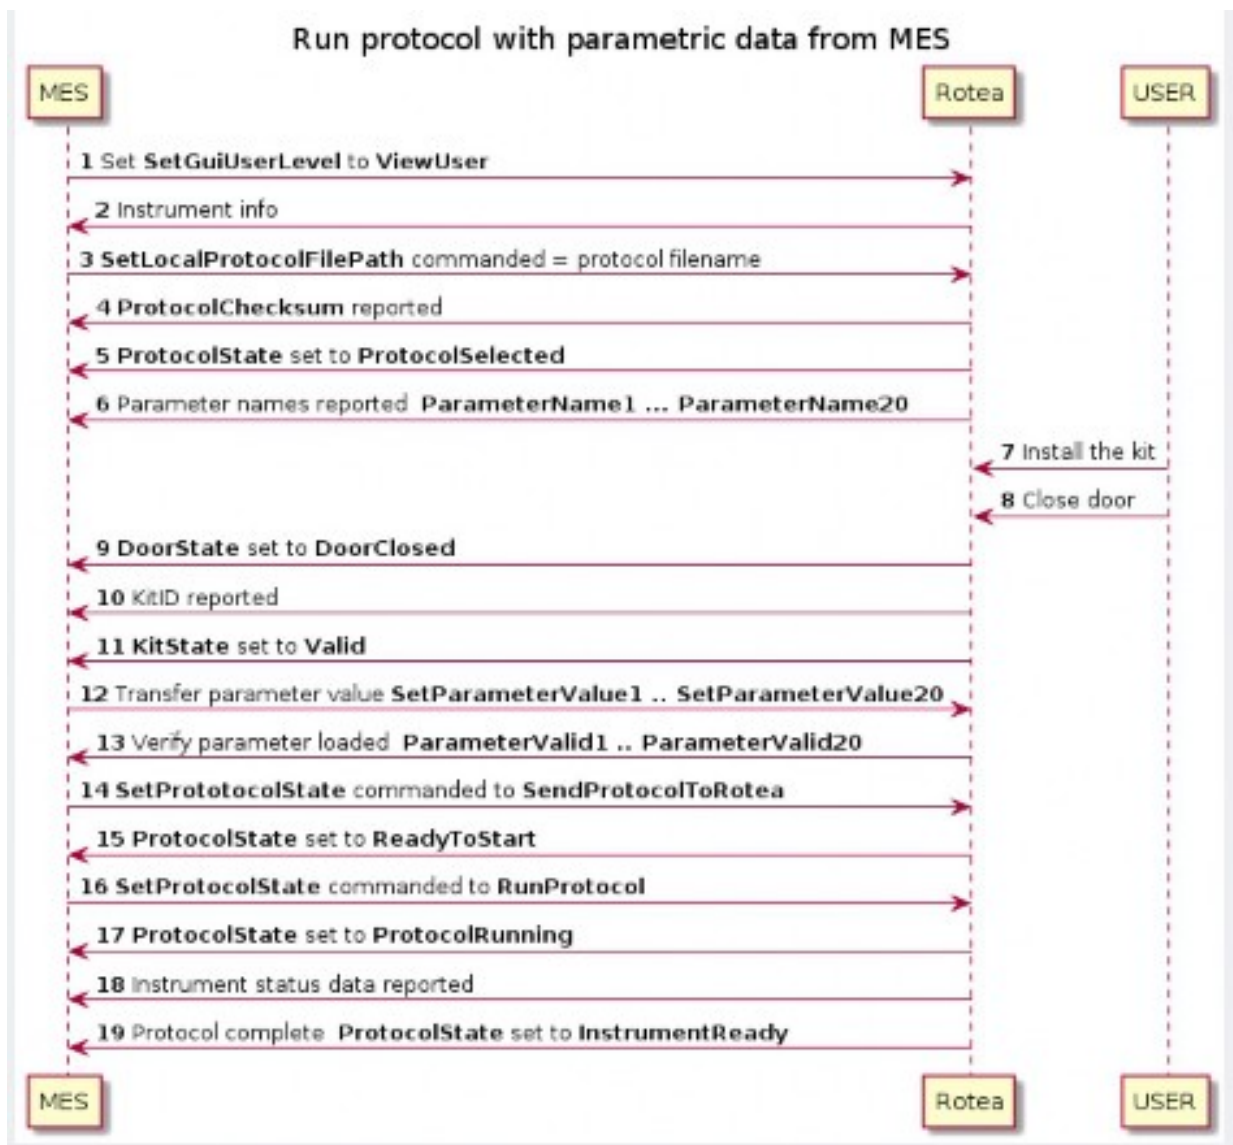 Run protocol with parametric data from MES
MES Rotea USER
1 Set SetGuiUserLevel to ViewUser
2 Instrument info
3 SetLocalProtocolFilePath commanded = protocol filename
4 ProtocolChecksum reported
5 ProtocolState set to ProtocolSelected
6 Parameter names reported ParameterName1 ... ParameterName20
7 Install the kit
8 Close door
9 DoorState set to DoorClosed
10 KitID reported
11 KitState set to Valid
12 Transfer parameter value SetParameterValue1 .. SetParameterValue20
13 Verify parameter loaded ParameterValid1 .. ParameterValid20
14 SetPrototocolState commanded to SendProtocolToRotea
15 ProtocolState set to ReadyToStart
16 SetProtocolState commanded to RunProtocol
17 ProtocolState set to ProtocolRunning
18 Instrument status data reported
19 Protocol complete ProtocolState set to InstrumentReady
MES Rotea USER